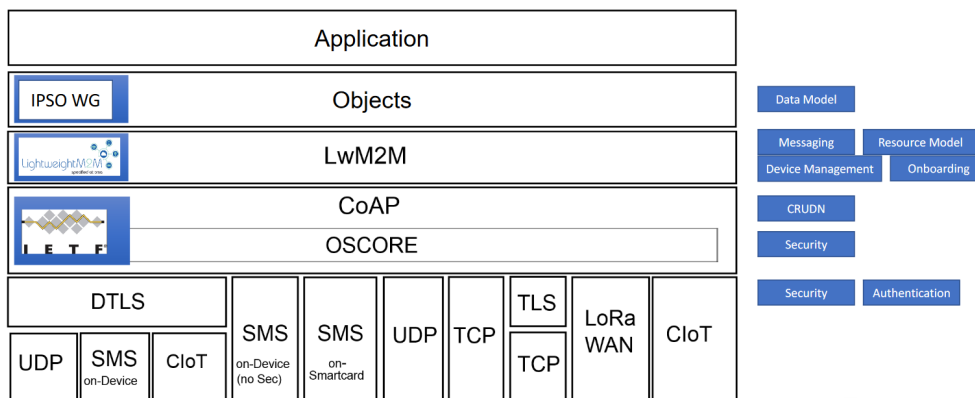 Application
IPSO WG
Objects
Data Model
LightweightM2M
LwM2M
Messaging
Resource Model
Device Management
Onboarding
CoAP
CRUDN
I E T F®
OSCORE
Security
DTLS
SMS
on-Device
(no Sec)
SMS
on-
Smartcard
UDP
TCP
TLS
LoRa
WAN
CIoT
Security
Authentication
UDP
SMS
on-Device
CIoT
TCP